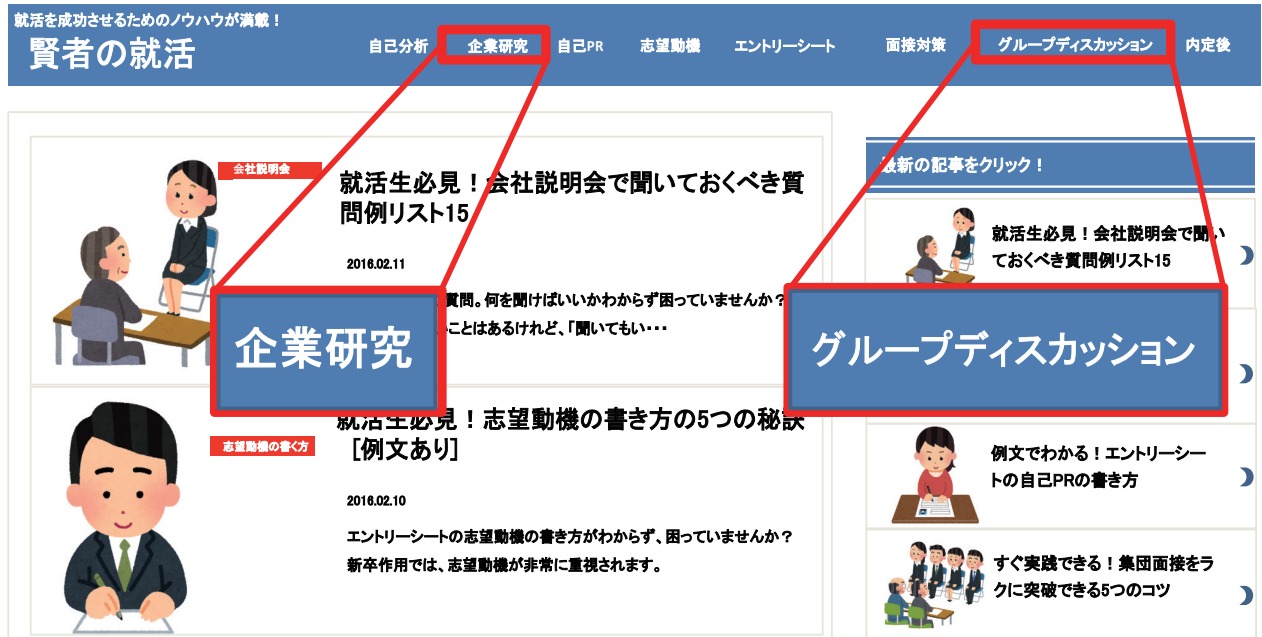 就活を成功させるためのノウハウが満載！
賢者の就活
自己分析 企業研究 自己PR 志望動機 エントリーシート 面接対策 グループディスカッション 内定後
会社説明会
就活生必見！会社説明会で聞いておくべき質
問例リスト15
2016.02.11
質問。何を聞けばいいかわからず困っていませんか？
いことはあるけれど、「聞いてもい・・・
企業研究
志望動機の書く方
就活生必見！志望動機の書き方の5つの秘訣
［例文あり］
2016.02.10
エントリーシートの志望動機の書き方がわからず、困っていませんか？
新卒作用では、志望動機が非常に重視されます。
最新の記事をクリック！
就活生必見！会社説明会で聞い
ておくべき質問例リスト15
グループディスカッション
例文でわかる！エントリーシー
トの自己PRの書き方
すぐ実践できる！集団面接をラ
クに突破できる5つのコツ